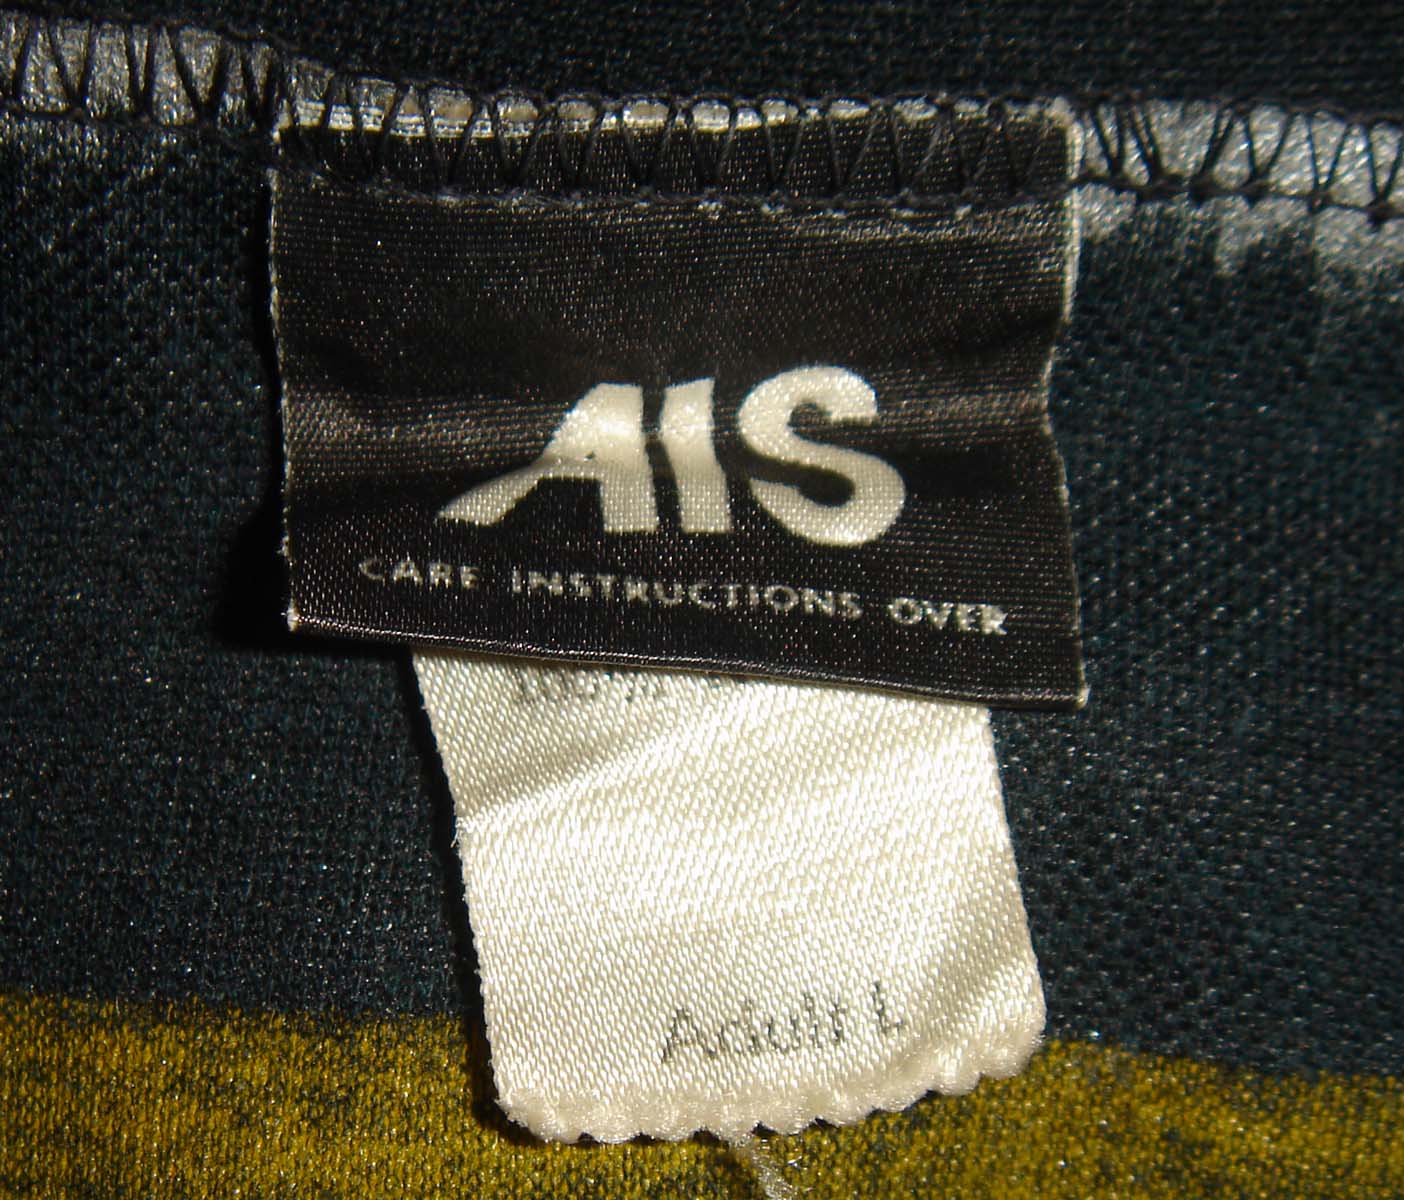 AIS
CARE INSTRUCTIONS OVER
Adult L